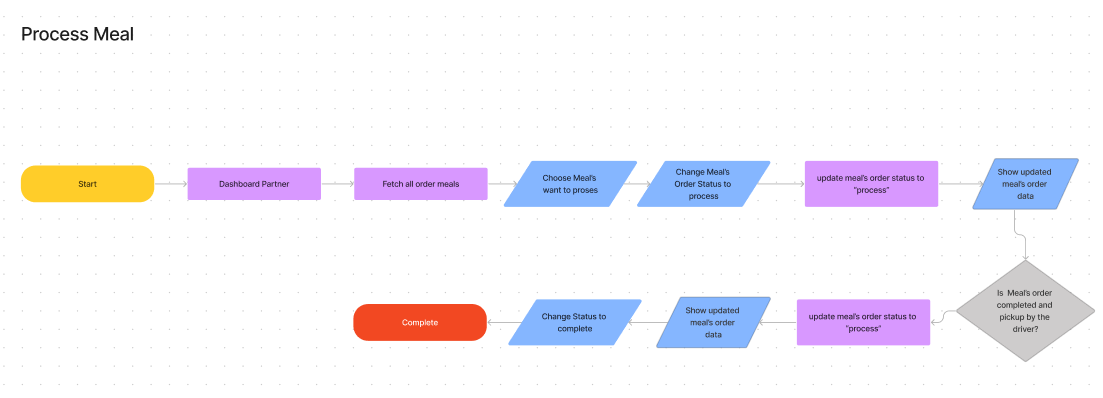 Process Meal
Start
Dashboard Partner
Fetch all order meals
Choose Meal's
want to proses
Change Meal's
Order Status to
process
update meal's order status to
"process"
Show updated
meal's order
data
Is Meal's order
completed and
pickup by the
driver?
update meal's order status to
"process"
Show updated
meal's order
data
Change Status to
complete
Complete